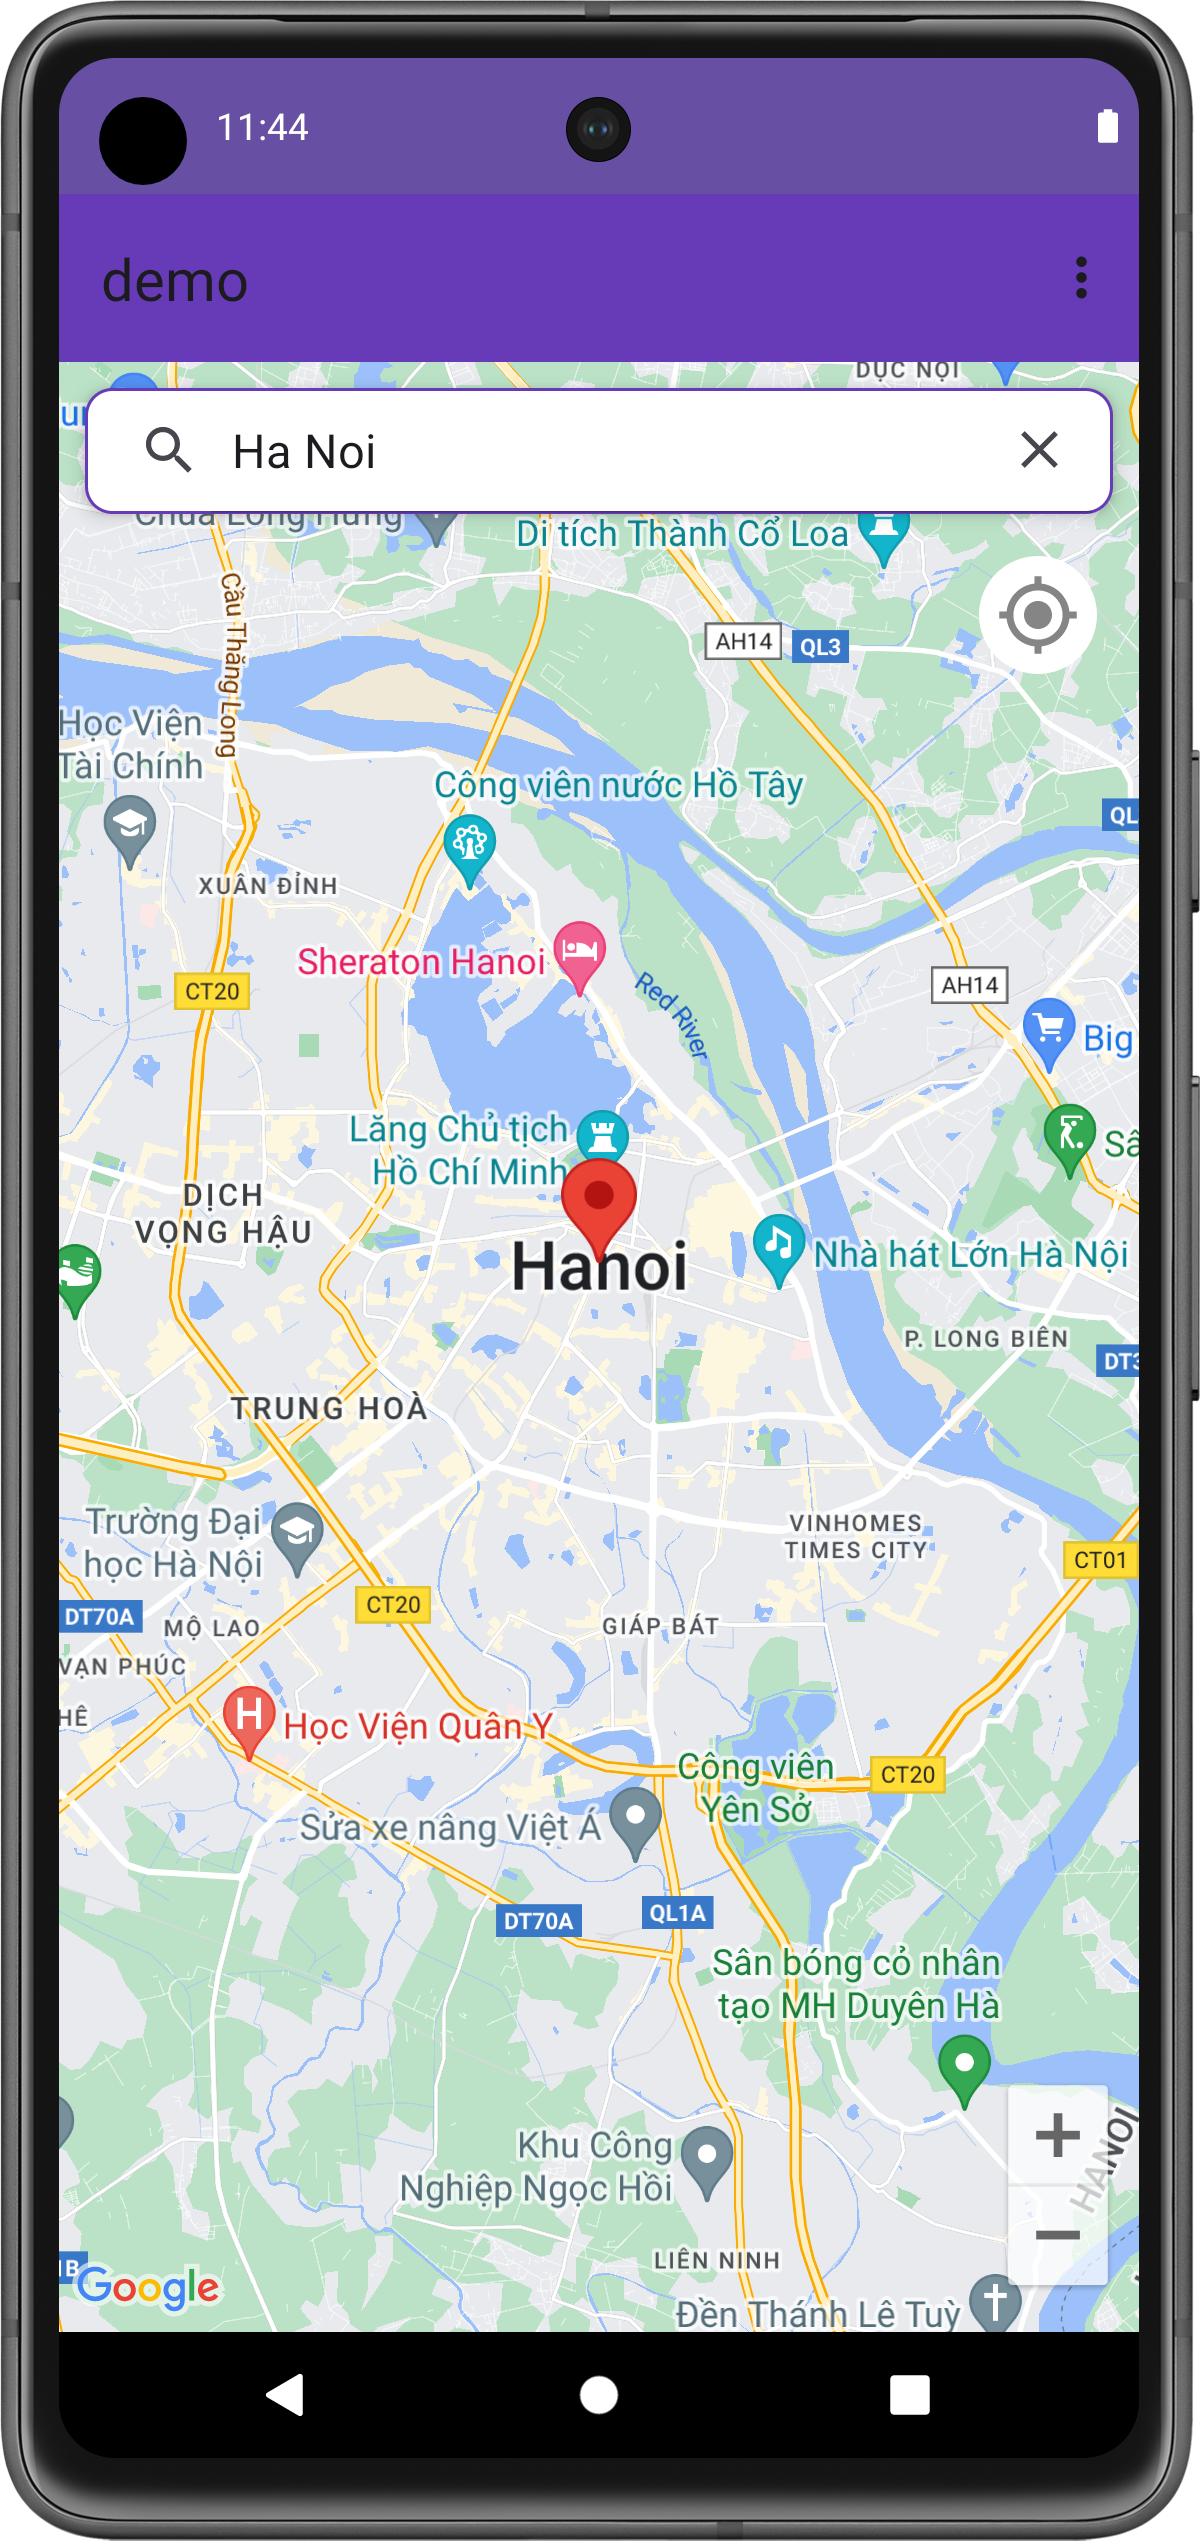 11:44
demo
DỤC NỘI
Ha Noi
Chùa Long Hưng
Di tích Thành Cổ Loa
Cầu Thăng Long
AH14
QL3
Học Viện
Tài Chính
Công viên nước Hồ Tây
QL
XUÂN ĐỈNH
Sheraton Hanoi
CT20
Red River
AH14
Big
Lăng Chủ tịch
Hồ Chí Minh
Sâ
DỊCH
VỌNG HẬU
Hanoi
Nhà hát Lớn Hà Nội
P. LONG BIÊN
DT3
TRUNG HOÀ
Trường Đại
học Hà Nội
VINHOMES
TIMES CITY
CT01
CT20
DT70A
MỘ LAO
GIÁP BÁT
VẠN PHÚC
HÊ
H
Học Viện Quân Y
Công viên
Yên Sở
CT20
Sửa xe nâng Việt Á
DT70A
QL1A
Sân bóng cỏ nhân
tạo MH Duyên Hà
HANOI
Khu Công
Nghiệp Ngọc Hồi
LIÊN NINH
1B
Google
Đền Thánh Lê Tuỳ